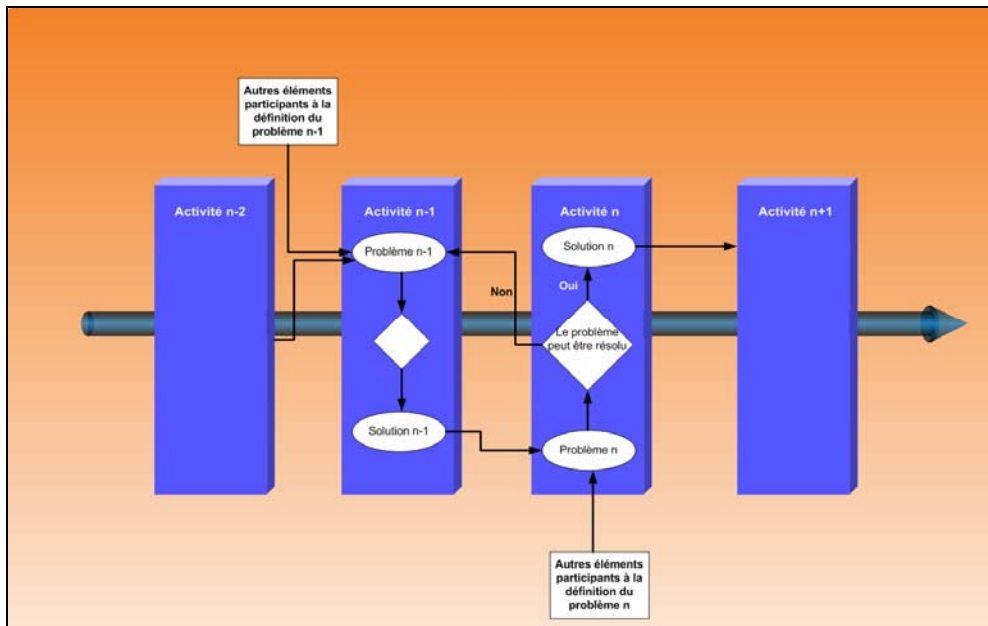 Autres éléments
participants à la
définition du
problème n-1
Activité n-2
Activité n-1
Activité n
Activité n+1
Problème n-1
Solution n
Non
Oui
Le problème
peut être résolu
Solution n-1
Problème n
Autres éléments
participants à la
définition du
problème n